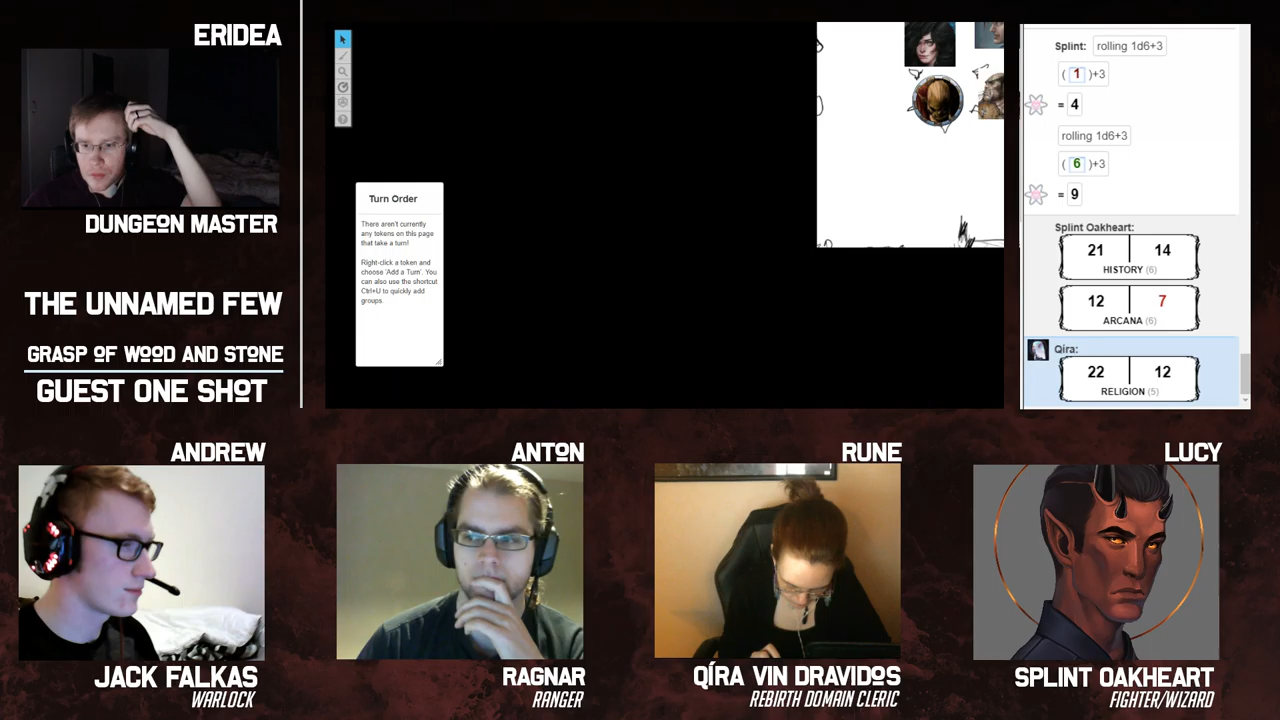 ERIDEA
DUNGEON MASTER
THE UNNAMED FEW
GRASP OF WOOD AND STONE
GUEST ONE SHOT
Turn Order
There aren't currently
any tokens on this page
that take a turn!
Right-click a token and
choose 'Add a Turn'. You
can also use the shortcut
Ctrl+U to quickly add
groups.
Splint: rolling 1d6+3
( 1 )+3
= 4
rolling 1d6+3
( 6 )+3
= 9
Splint Oakheart:
21 14
HISTORY (6)
12 7
ARCANA (6)
Qíra:
22 12
RELIGION (5)
ANDREW
JACK FALKAS
WARLOCK
ANTON
RAGNAR
RANGER
RUNE
QÍRA VIN DRAVIDOS
REBIRTH DOMAIN CLERIC
LUCY
SPLINT OAKHEART
FIGHTER/WIZARD